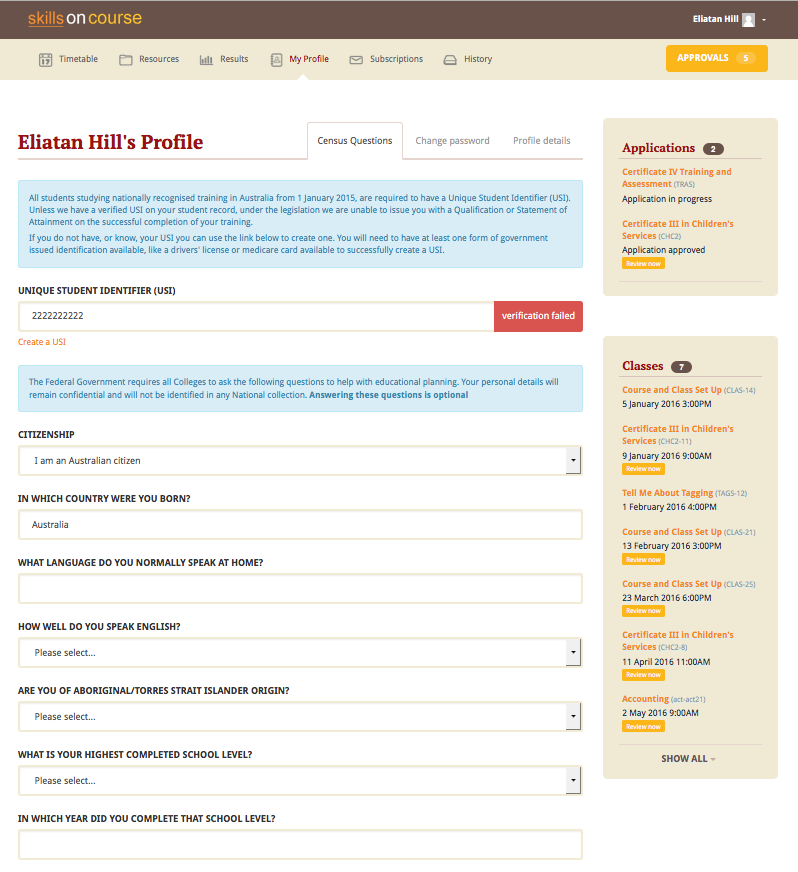 skills on course
Eliatan Hill
Timetable
Resources
Results
My Profile
Subscriptions
History
APPROVALS 5
Eliatan Hill's Profile
Census Questions
Change password
Profile details
All students studying nationally recognised training in Australia from 1 January 2015, are required to have a Unique Student Identifier (USI).
Unless we have a verified USI on your student record, under the legislation we are unable to issue you with a Qualification or Statement of
Attainment on the successful completion of your training.
If you do not have, or know, your USI you can use the link below to create one. You will need to have at least one form of government
issued identification available, like a drivers' license or medicare card available to successfully create a USI.
UNIQUE STUDENT IDENTIFIER (USI)
2222222222
verification failed
Create a USI
The Federal Government requires all Colleges to ask the following questions to help with educational planning. Your personal details will
remain confidential and will not be identified in any National collection. Answering these questions is optional
CITIZENSHIP
I am an Australian citizen
IN WHICH COUNTRY WERE YOU BORN?
Australia
WHAT LANGUAGE DO YOU NORMALLY SPEAK AT HOME?
HOW WELL DO YOU SPEAK ENGLISH?
Please select...
ARE YOU OF ABORIGINAL/TORRES STRAIT ISLANDER ORIGIN?
Please select...
WHAT IS YOUR HIGHEST COMPLETED SCHOOL LEVEL?
Please select...
IN WHICH YEAR DID YOU COMPLETE THAT SCHOOL LEVEL?
Applications 2
Certificate IV Training and
Assessment (TRAS)
Application in progress
Certificate III in Children's
Services (CHC2)
Application approved
Review now
Classes 7
Course and Class Set Up (CLAS-14)
5 January 2016 3:00PM
Certificate III in Children's
Services (CHC2-11)
9 January 2016 9:00AM
Review now
Tell Me About Tagging (TAGS-12)
1 February 2016 4:00PM
Course and Class Set Up (CLAS-21)
13 February 2016 3:00PM
Review now
Course and Class Set Up (CLAS-25)
23 March 2016 6:00PM
Review now
Certificate III in Children's
Services (CHC2-8)
11 April 2016 11:00AM
Review now
Accounting (act-act21)
2 May 2016 9:00AM
Review now
SHOW ALL